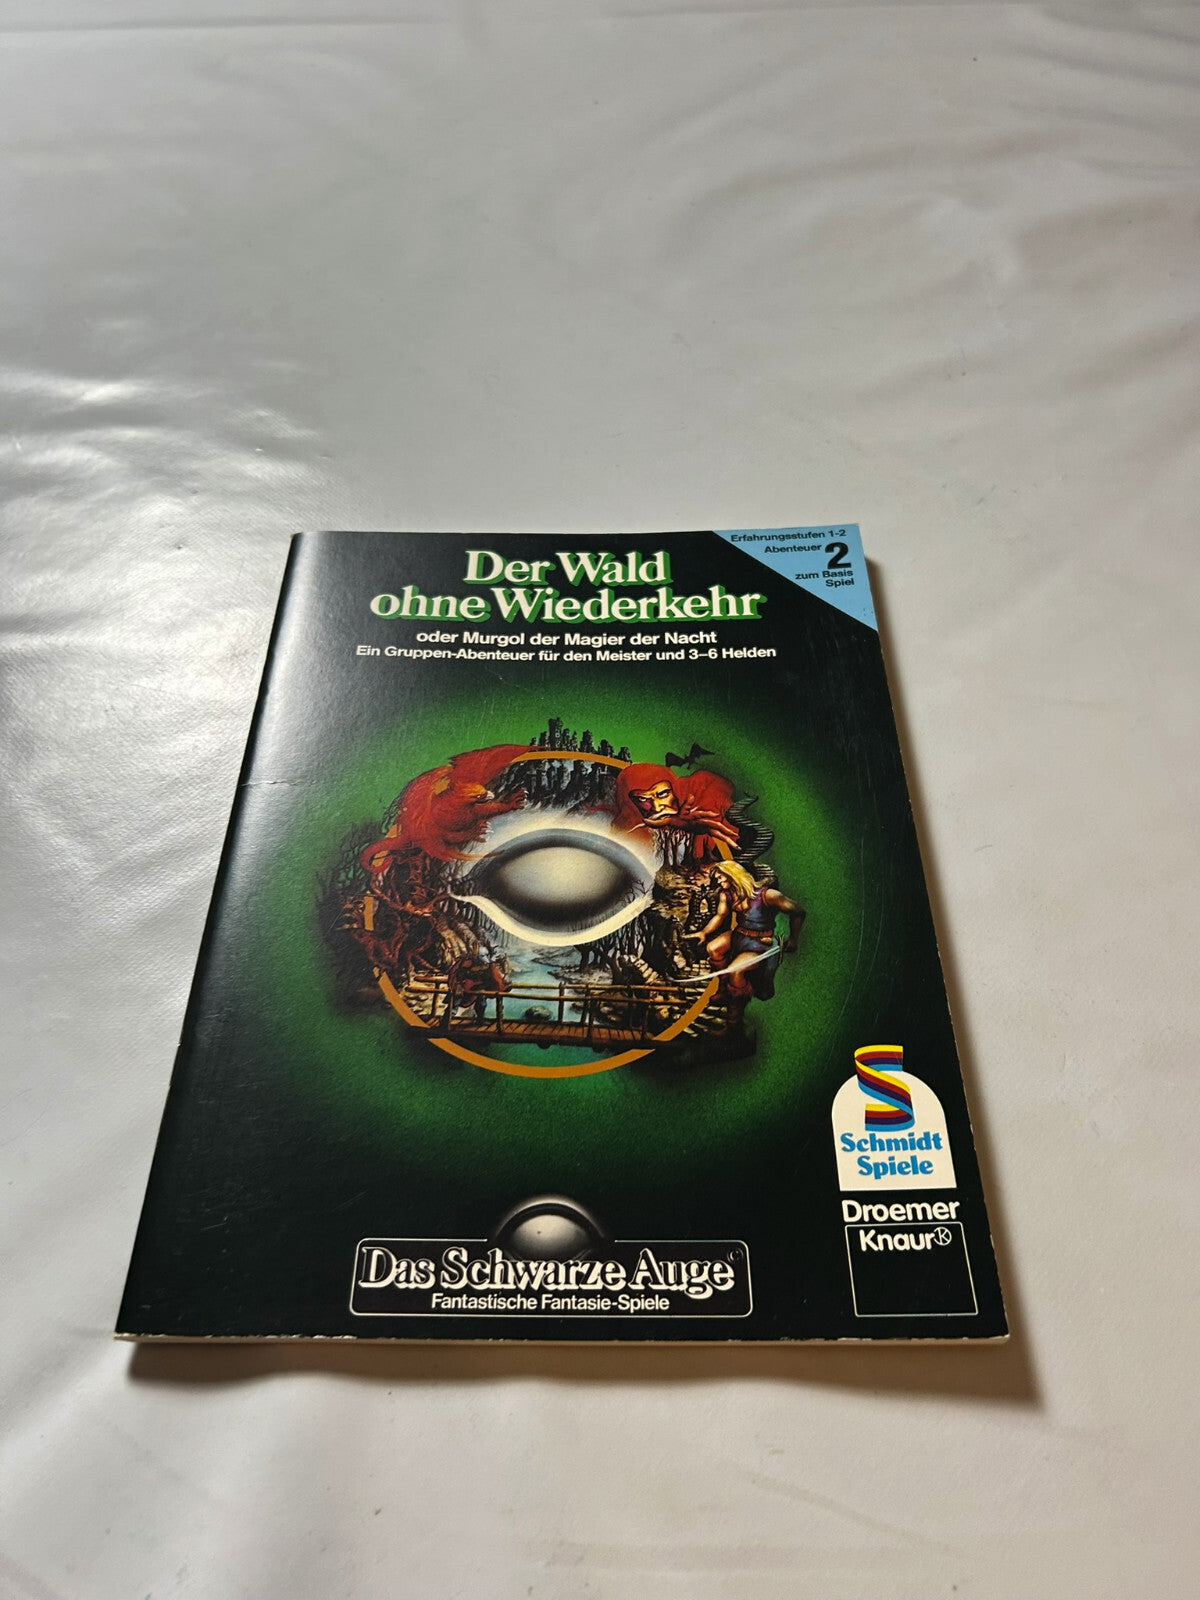 Erfahrungsstufen 1-2
Abenteuer 2
zum Basis
Spiel
Der Wald
ohne Wiederkehr
oder Murgol der Magier der Nacht
Ein Gruppen-Abenteuer für den Meister und 3–6 Helden
S
Schmidt
Spiele
Droemer
Knaur K
Das Schwarze Auge ©
Fantastische Fantasie-Spiele